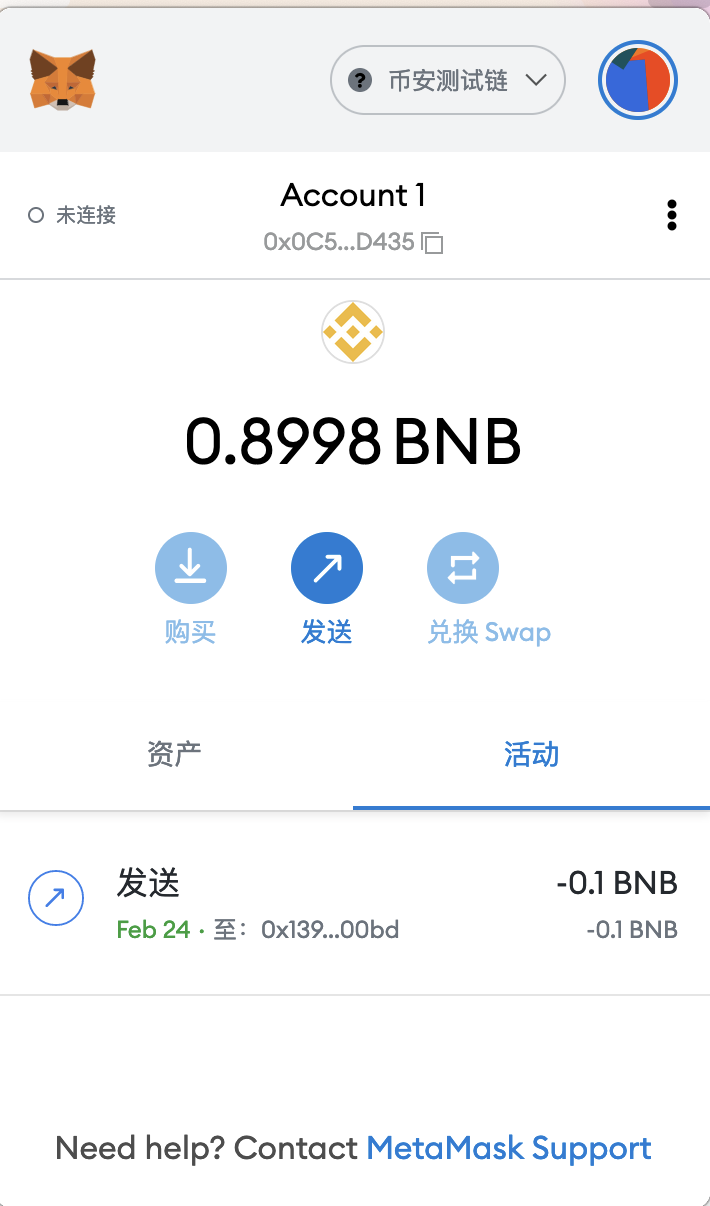 币安测试链
未连接
Account 1
0x0C5...D435
0.8998 BNB
购买
发送
兑换 Swap
资产
活动
发送
-0.1 BNB
Feb 24 · 至： 0x139...00bd
-0.1 BNB
Need help? Contact MetaMask Support